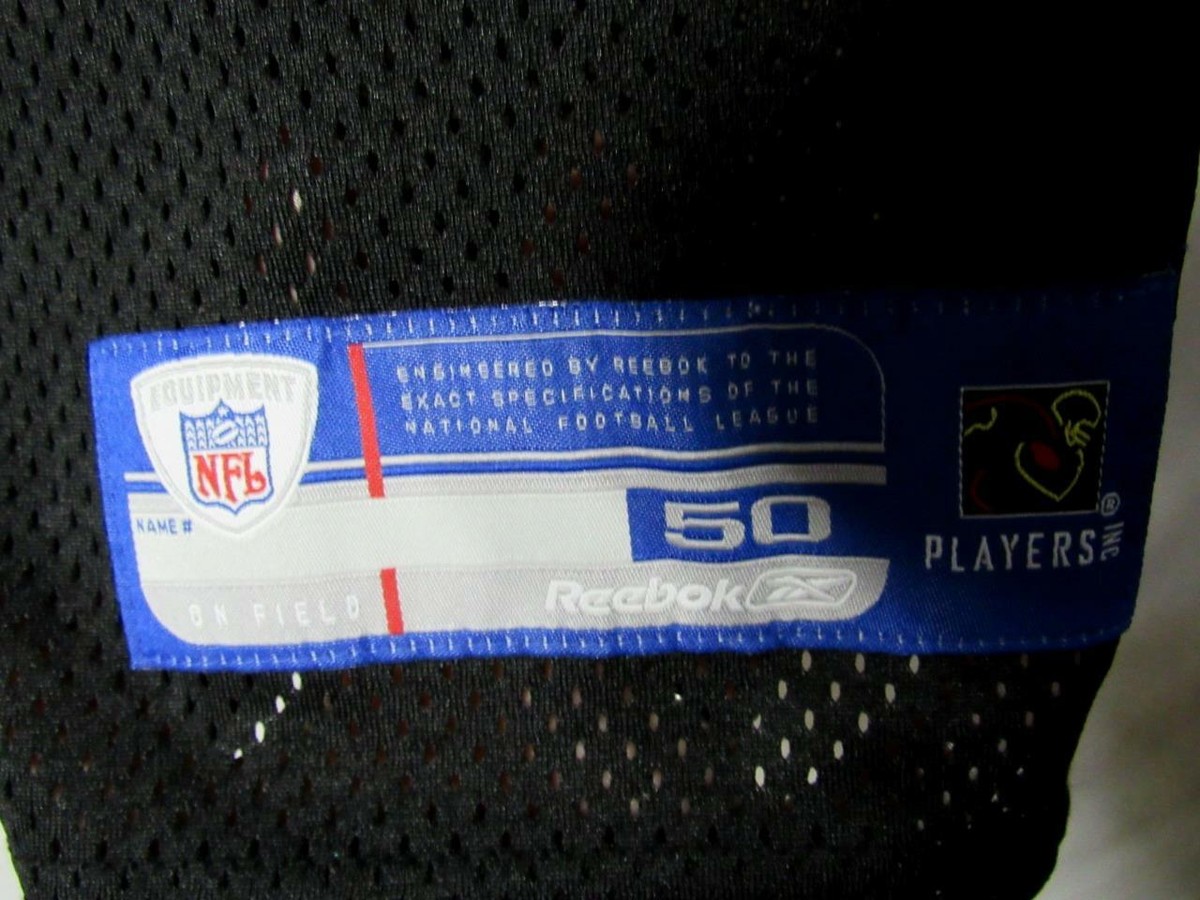 EQUIPMENT
NFL
ENGINEERED BY REEBOK TO THE
EXACT SPECIFICATIONS OF THE
NATIONAL FOOTBALL LEAGUE
NAME #
50
ON FIELD
Reebok
PLAYERS INC®